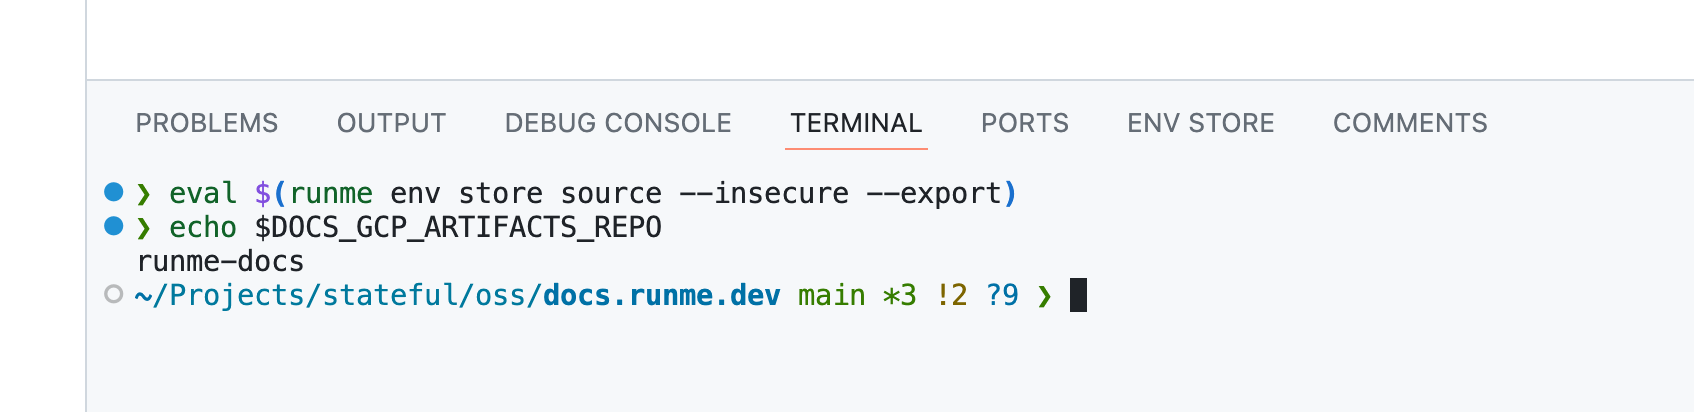 PROBLEMS OUTPUT DEBUG CONSOLE TERMINAL PORTS ENV STORE COMMENTS
❯ eval $(runme env store source --insecure --export)
❯ echo $DOCS_GCP_ARTIFACTS_REPO
runme-docs
~/Projects/stateful/oss/docs.runme.dev main *3 !2 ?9 ❯